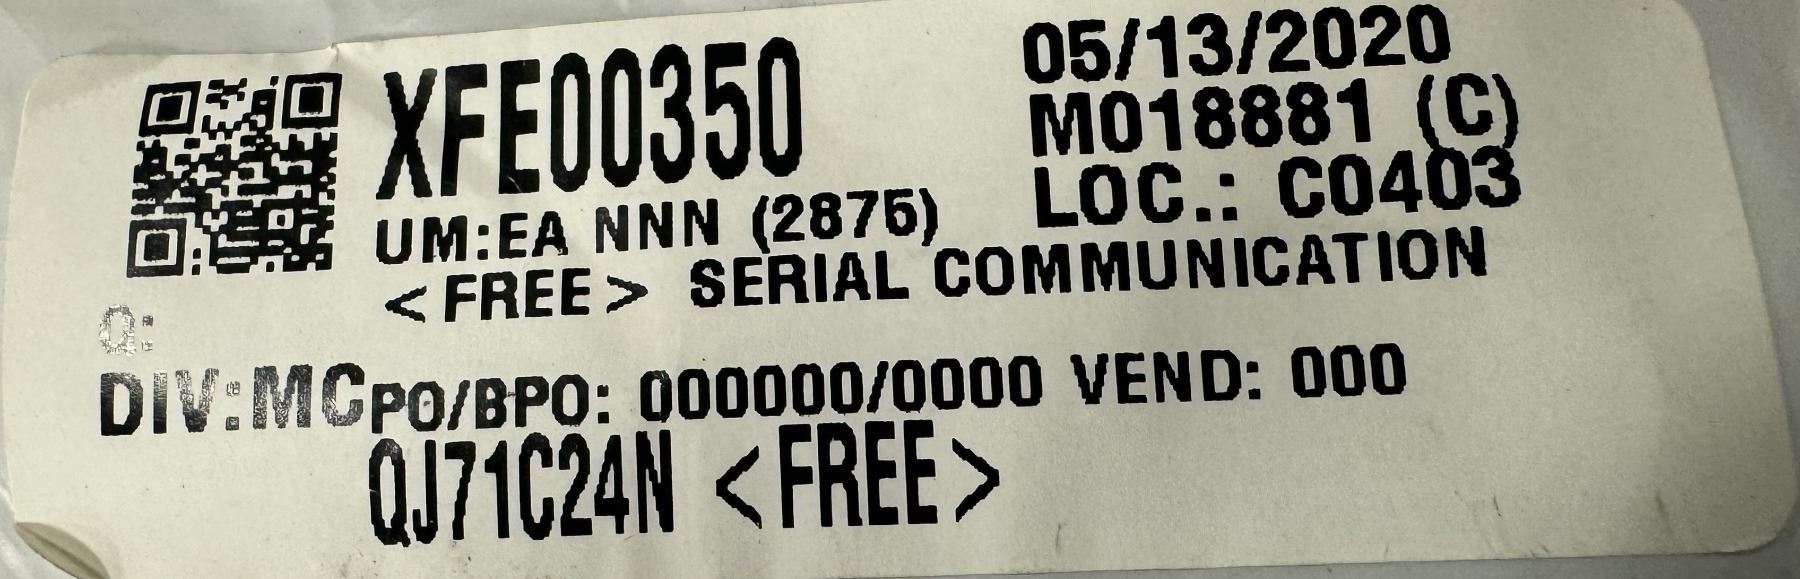 XFE00350
05/13/2020
M018881 (C)
LOC.: C0403
UM:EA NNN (2875)
<FREE> SERIAL COMMUNICATION
Q:
DIV:MC PO/BPO: 000000/0000 VEND: 000
QJ71C24N <FREE>